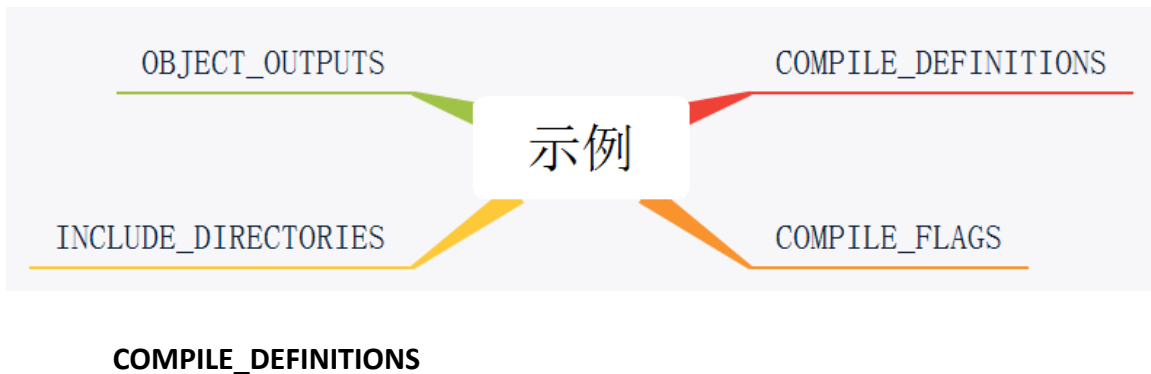 OBJECT_OUTPUTS
COMPILE_DEFINITIONS
示例
INCLUDE_DIRECTORIES
COMPILE_FLAGS
COMPILE_DEFINITIONS